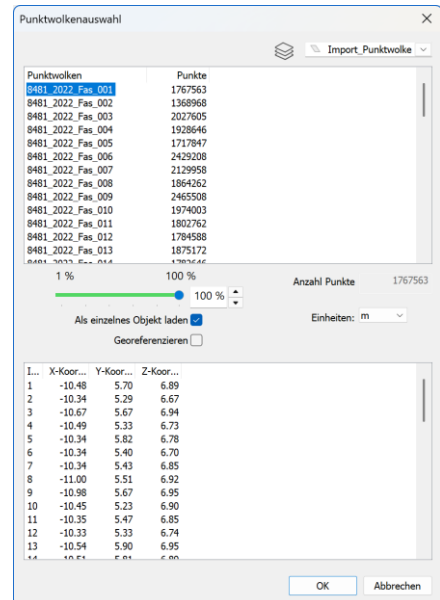 Punktwolkenauswahl
Import_Punktwolke
Punktwolken Punkte
8481_2022_Fas_001 1767563
8481_2022_Fas_002 1368968
8481_2022_Fas_003 2027605
8481_2022_Fas_004 1928646
8481_2022_Fas_005 1717847
8481_2022_Fas_006 2429208
8481_2022_Fas_007 2129958
8481_2022_Fas_008 1864262
8481_2022_Fas_009 2465508
8481_2022_Fas_010 1974003
8481_2022_Fas_011 1802762
8481_2022_Fas_012 1784588
8481_2022_Fas_013 1875172
1 % 100 %
100 %
Anzahl Punkte 1767563
Als einzelnes Objekt laden
Einheiten: m
Georeferenzieren
I... X-Koor... Y-Koor... Z-Koor...
1 -10.48 5.70 6.89
2 -10.34 5.29 6.67
3 -10.67 5.67 6.94
4 -10.49 5.33 6.73
5 -10.34 5.82 6.78
6 -10.34 5.40 6.70
7 -10.34 5.43 6.85
8 -11.00 5.51 6.92
9 -10.98 5.67 6.95
10 -10.45 5.23 6.90
11 -10.35 5.47 6.85
12 -10.33 5.33 6.74
13 -10.54 5.90 6.95
OK Abbrechen